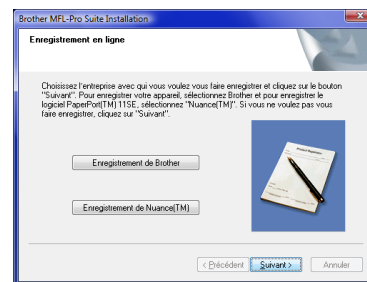 Brother MFL-Pro Suite Installation
Enregistrement en ligne
Choisissez l'entreprise avec qui vous voulez vous faire enregistrer et cliquez sur le bouton
"Suivant". Pour enregistrer votre appareil, sélectionnez Brother et pour enregistrer le
logiciel PaperPort(TM) 11SE, sélectionnez "Nuance(TM)". Si vous ne voulez pas vous
faire enregistrer, cliquez sur "Suivant".
Enregistrement de Brother
Enregistrement de Nuance(TM)
Product Registration
< Précédent
Suivant >
Annuler